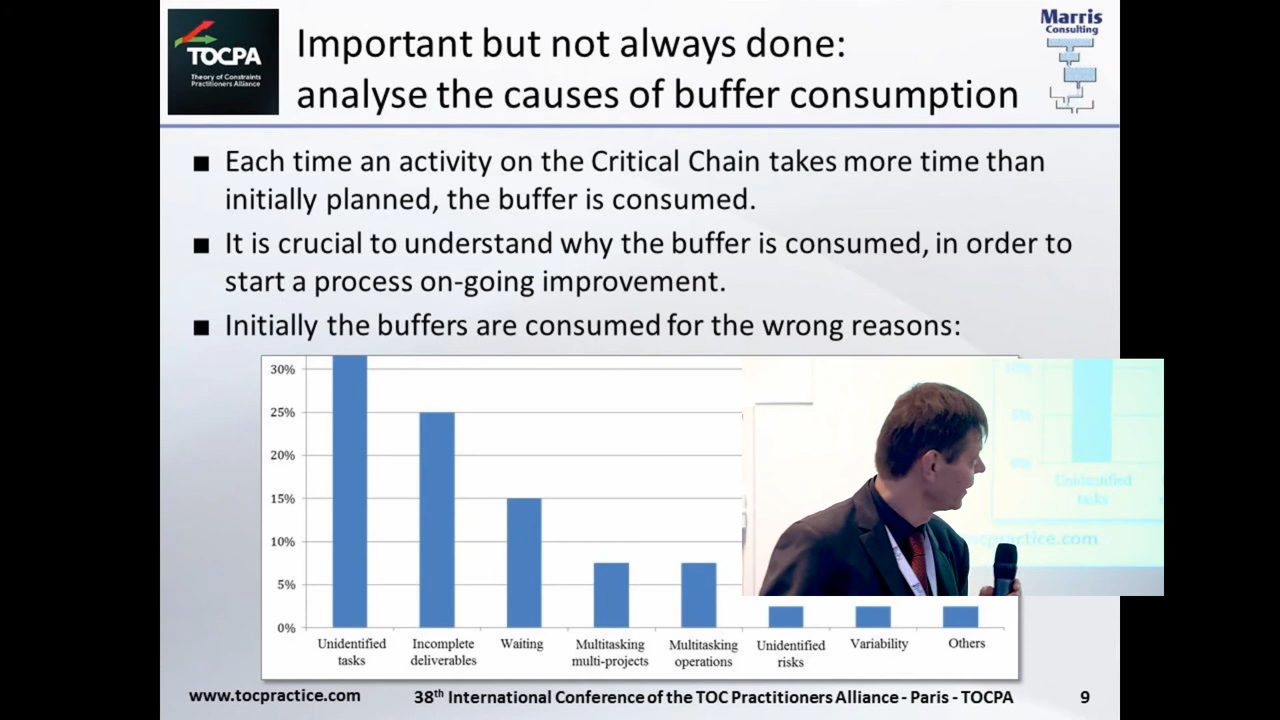 TOCPA
Theory of Constraints
Practitioners Alliance
Important but not always done:
analyse the causes of buffer consumption
Marris
Consulting
■ Each time an activity on the Critical Chain takes more time than
initially planned, the buffer is consumed.
■ It is crucial to understand why the buffer is consumed, in order to
start a process on-going improvement.
■ Initially the buffers are consumed for the wrong reasons:
30%
25%
20%
15%
10%
5%
0%
Unidentified
tasks
Incomplete
deliverables
Waiting
Multitasking
multi-projects
Multitasking
operations
Unidentified
risks
Variability
Others
Unidentified
tasks
www.tocpractice.com
38th International Conference of the TOC Practitioners Alliance - Paris - TOCPA
9